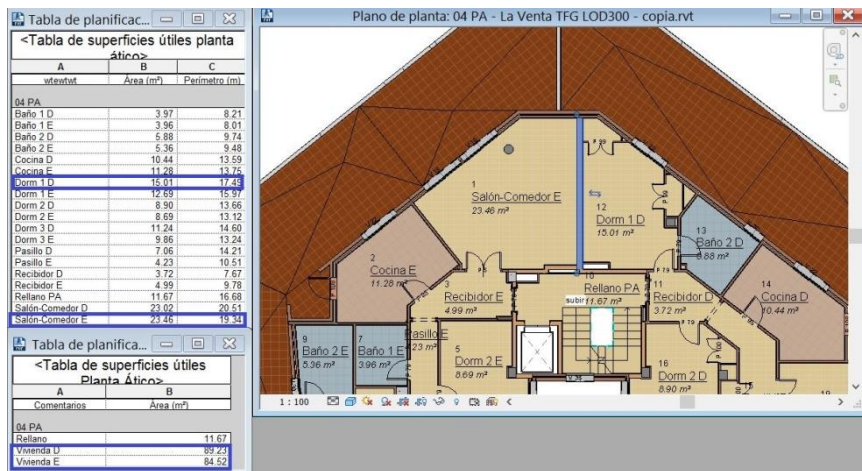 Tabla de planificac...
<Tabla de superficies útiles planta
ático>
A B C
wtewtwt Área (m²) Perímetro (m)
04 PA
Baño 1 D 3.97 8.21
Baño 1 E 3.96 8.01
Baño 2 D 5.88 9.74
Baño 2 E 5.36 9.48
Cocina D 10.44 13.59
Cocina E 11.28 13.75
Dorm 1 D 15.01 17.49
Dorm 1 E 12.69 15.97
Dorm 2 D 8.90 13.66
Dorm 2 E 8.69 13.12
Dorm 3 D 11.24 14.60
Dorm 3 E 9.86 13.24
Pasillo D 7.06 14.21
Pasillo E 4.23 10.51
Recibidor D 3.72 7.67
Recibidor E 4.99 9.78
Rellano PA 11.67 16.68
Salón-Comedor D 23.02 20.51
Salón-Comedor E 23.46 19.34
Tabla de planifica...
<Tabla de superficies útiles
Planta Ático>
A B
Comentarios Área (m²)
04 PA
Rellano 11.67
Vivienda D 89.23
Vivienda E 84.52
Plano de planta: 04 PA - La Venta TFG LOD300 - copia.rvt
1
Salón-Comedor E
23.46 m²
12
Dorm 1 D
15.01 m²
13
Baño 2 D
5.88 m²
2
Cocina E
11.28 m²
14
Cocina D
10.44 m²
3
Recibidor E
4.99 m²
10
Rellano PA
subir 11.67 m²
11
Recibidor D
3.72 m²
Pasillo E
4.23 m²
9
Baño 2 E
5.36 m²
7
Baño 1 E
3.96 m²
5
Dorm 2 E
8.69 m²
16
Dorm 2 D
8.90 m²
1 : 100